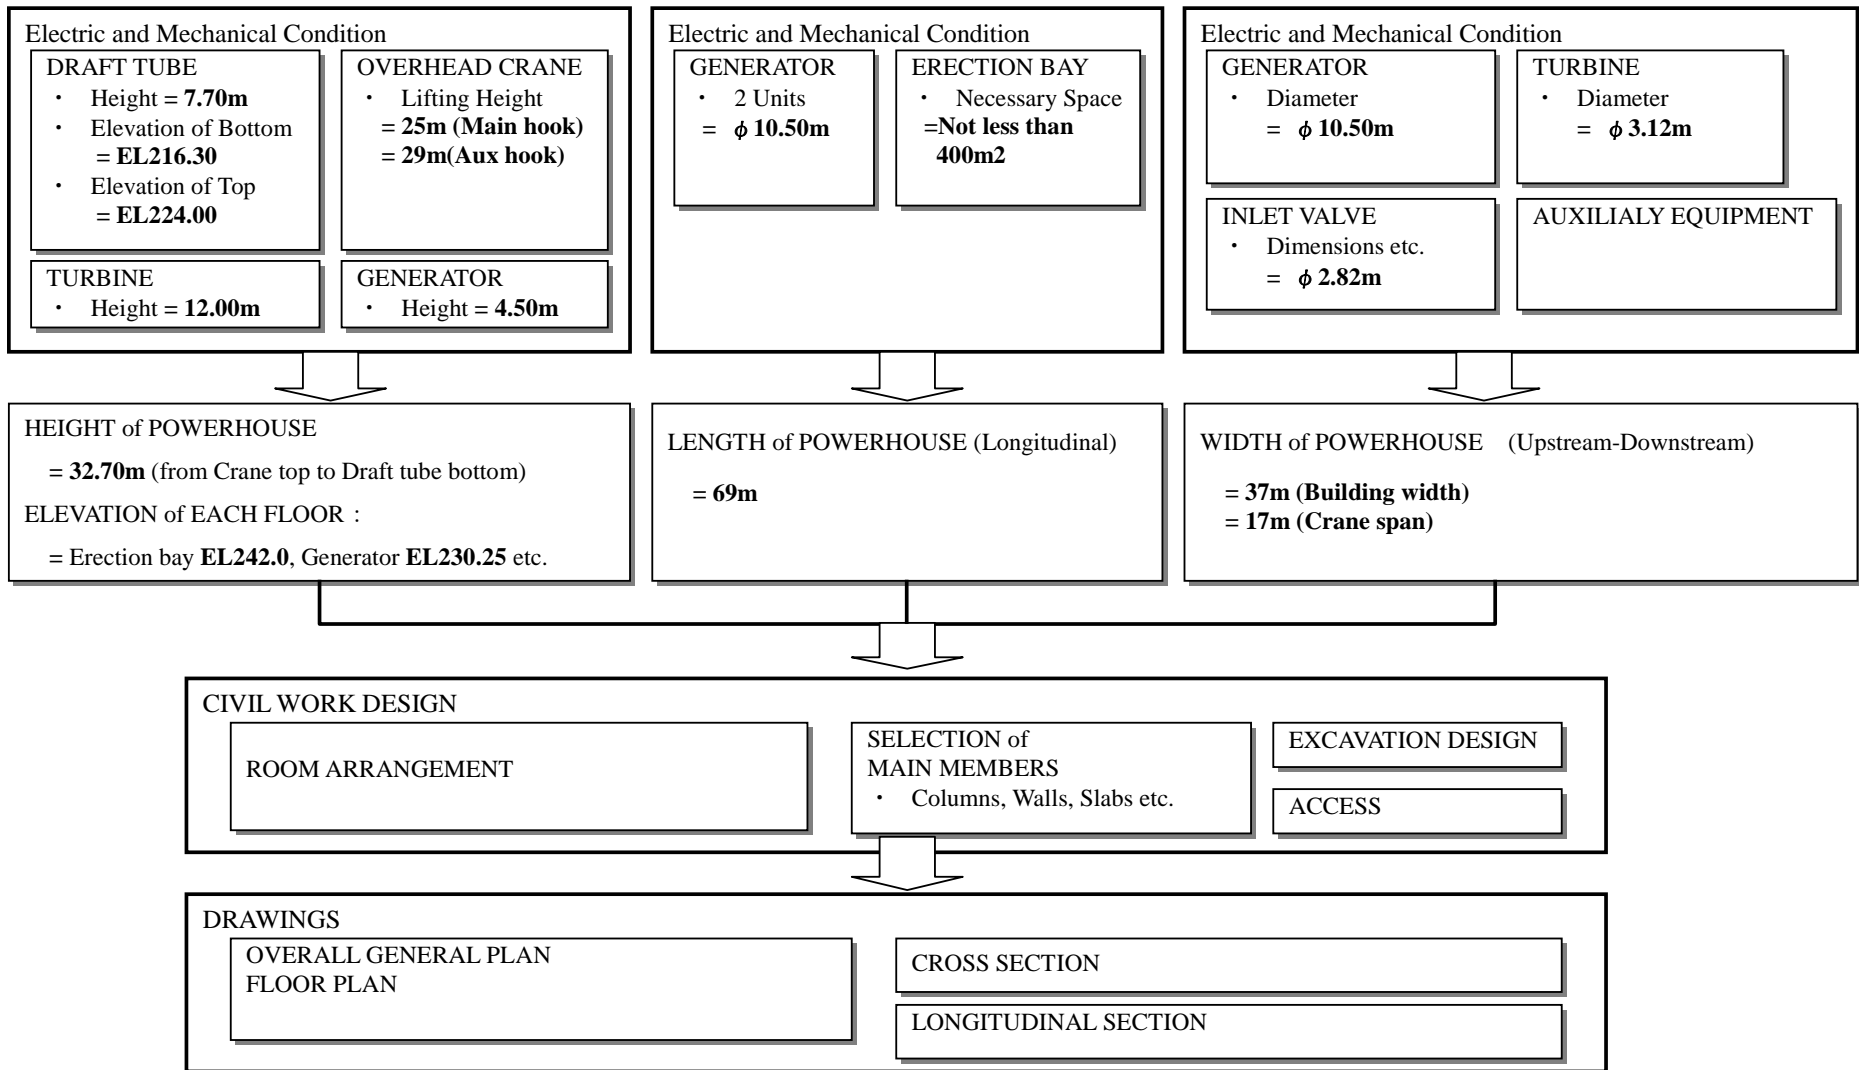 Electric and Mechanical Condition
DRAFT TUBE
・ Height = 7.70m
・ Elevation of Bottom
= EL216.30
・ Elevation of Top
= EL224.00
OVERHEAD CRANE
・ Lifting Height
= 25m (Main hook)
= 29m(Aux hook)
TURBINE
・ Height = 12.00m
GENERATOR
・ Height = 4.50m
Electric and Mechanical Condition
GENERATOR
・ 2 Units
= φ 10.50m
ERECTION BAY
・ Necessary Space
=Not less than
400m2
Electric and Mechanical Condition
GENERATOR
・ Diameter
= φ 10.50m
TURBINE
・ Diameter
= φ 3.12m
INLET VALVE
・ Dimensions etc.
= φ 2.82m
AUXILIALY EQUIPMENT
HEIGHT of POWERHOUSE
= 32.70m (from Crane top to Draft tube bottom)
ELEVATION of EACH FLOOR：
= Erection bay EL242.0, Generator EL230.25 etc.
LENGTH of POWERHOUSE (Longitudinal)
= 69m
WIDTH of POWERHOUSE (Upstream-Downstream)
= 37m (Building width)
= 17m (Crane span)
CIVIL WORK DESIGN
ROOM ARRANGEMENT
SELECTION of
MAIN MEMBERS
・ Columns, Walls, Slabs etc.
EXCAVATION DESIGN
ACCESS
DRAWINGS
OVERALL GENERAL PLAN
FLOOR PLAN
CROSS SECTION
LONGITUDINAL SECTION